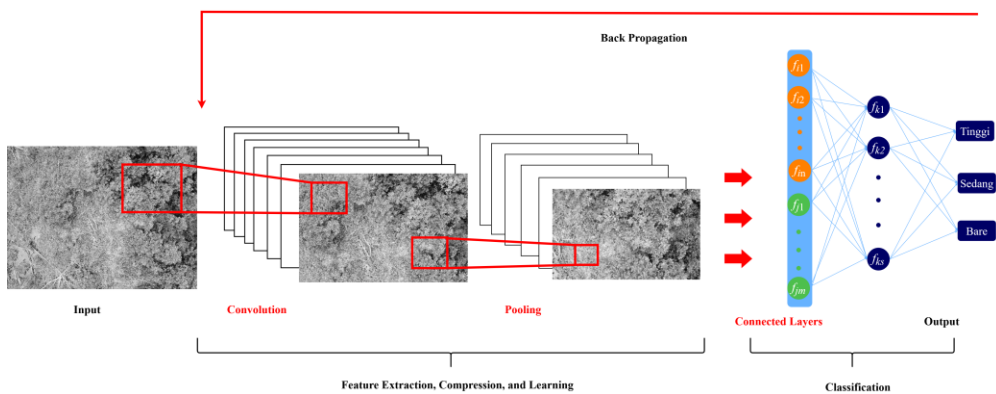 Back Propagation
f_{i1}
f_{i2}
f_{in}
f_{j1}
f_{jm}
f_{k1}
f_{k2}
f_{ks}
Tinggi
Sedang
Bare
Input
Convolution
Pooling
Connected Layers
Output
Feature Extraction, Compression, and Learning
Classification